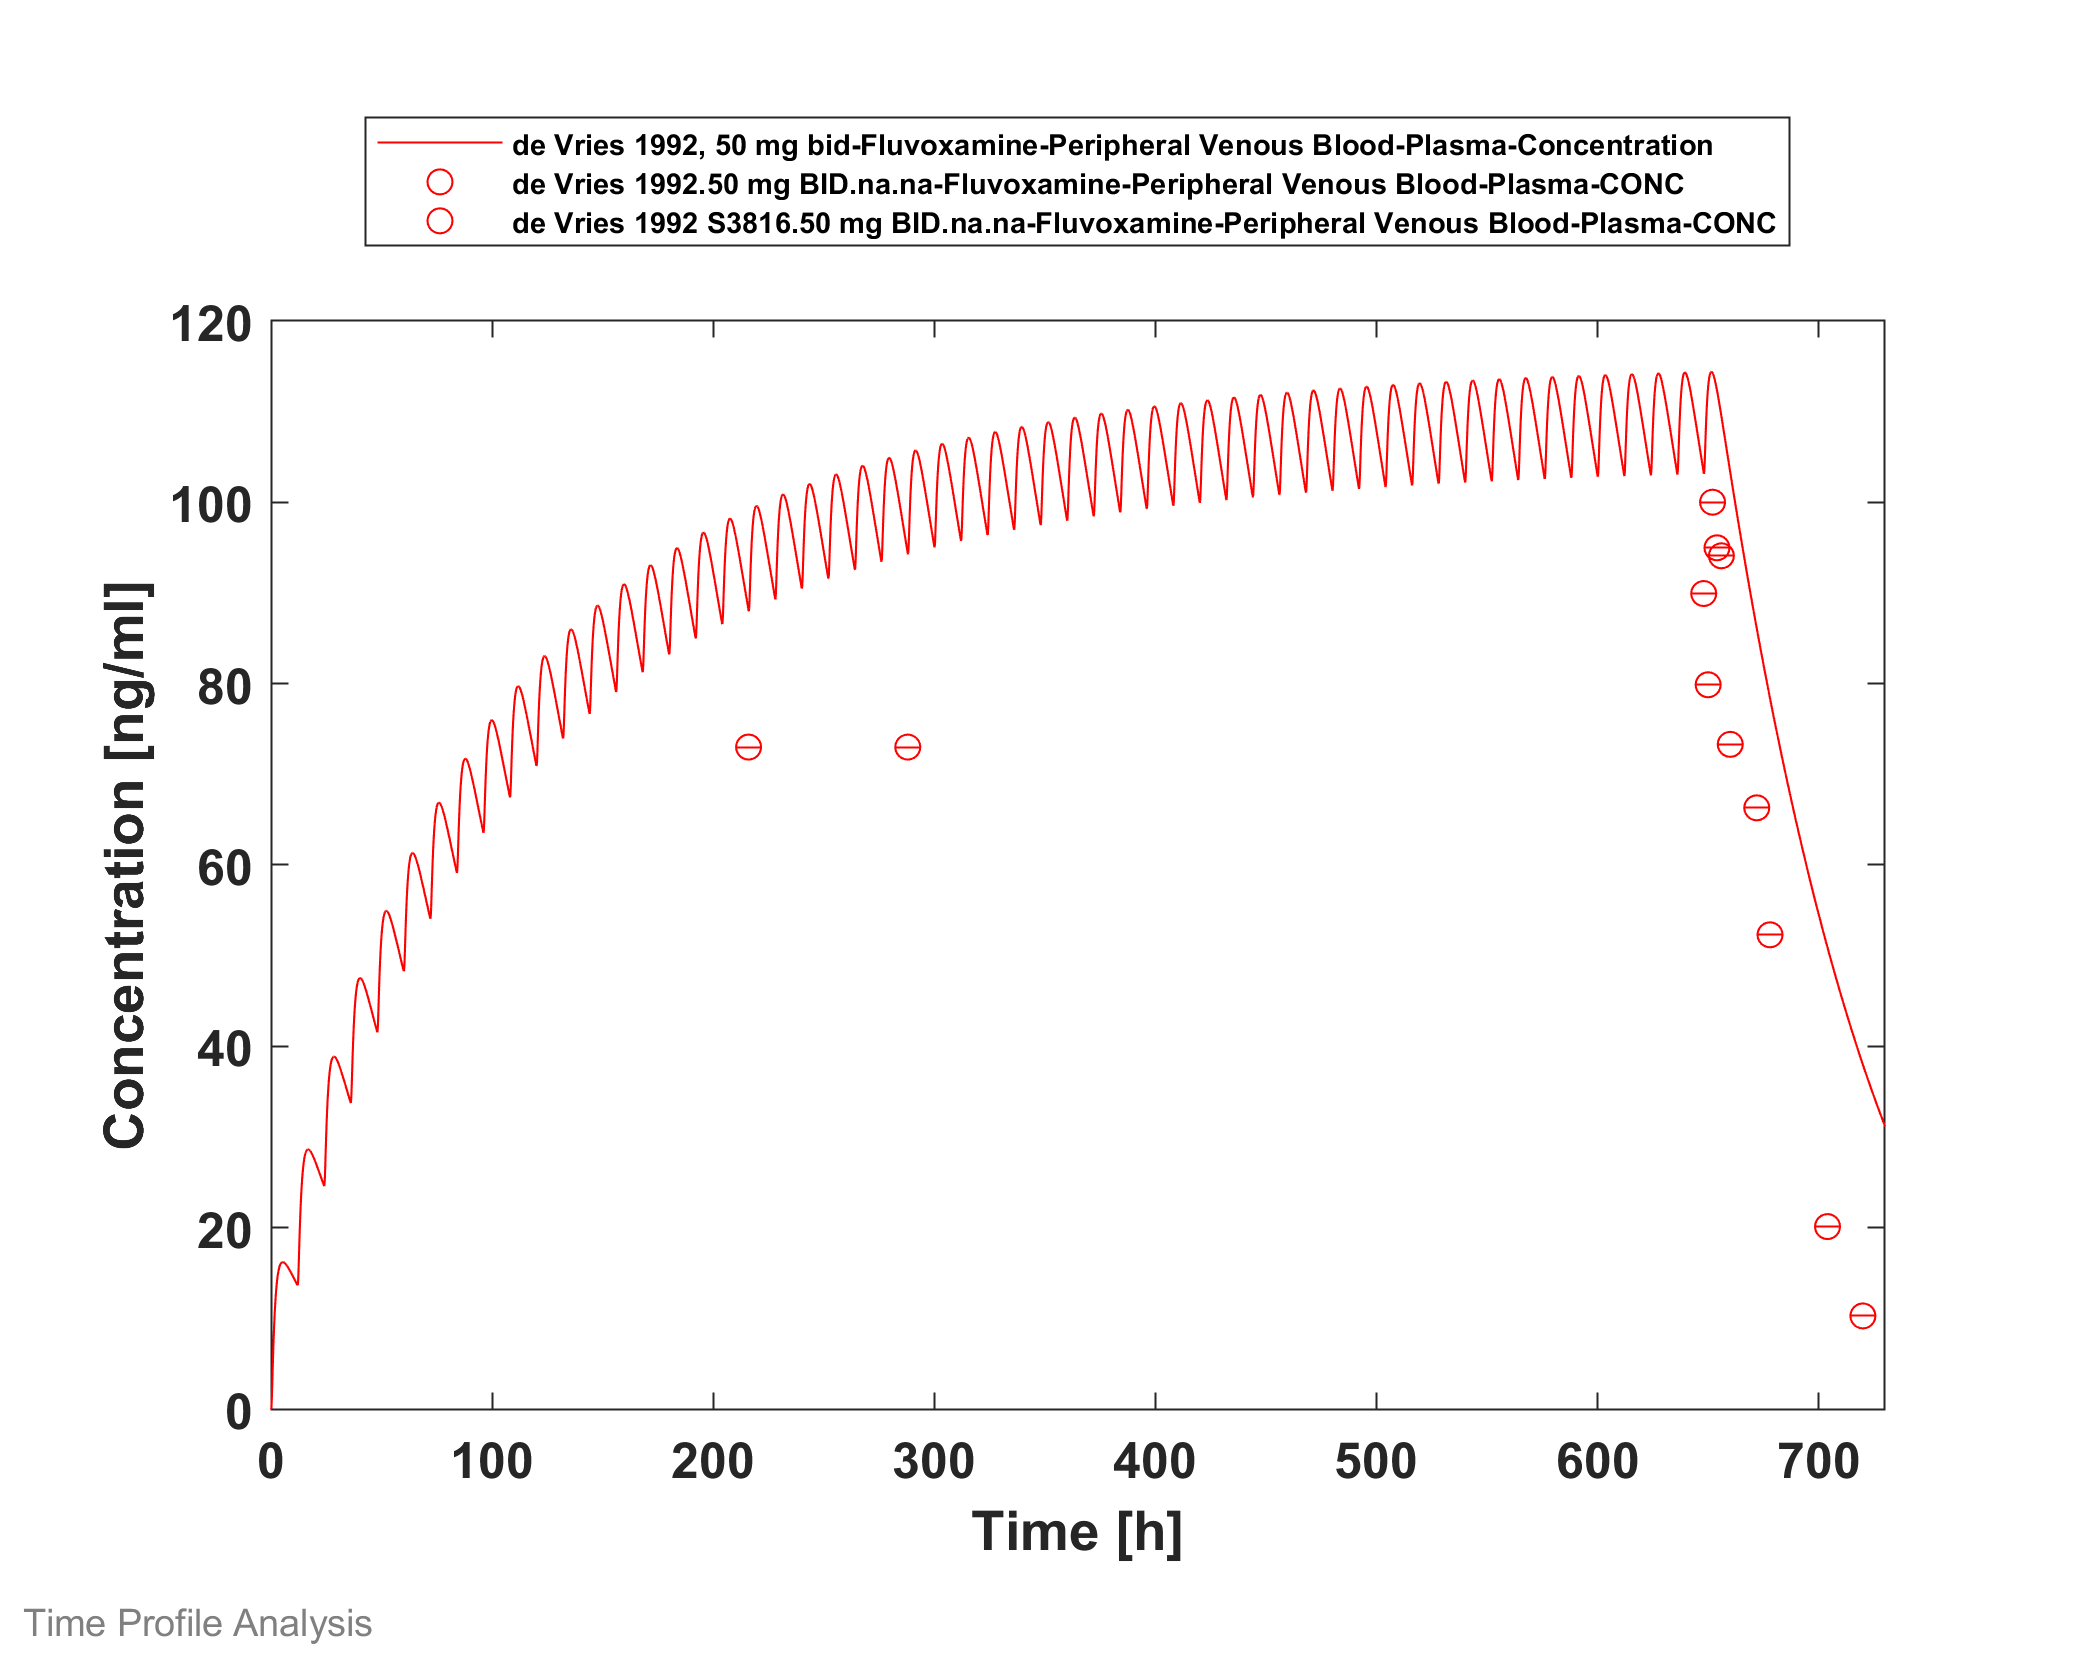 de Vries 1992, 50 mg bid-Fluvoxamine-Peripheral Venous Blood-Plasma-Concentration
de Vries 1992.50 mg BID.na.na-Fluvoxamine-Peripheral Venous Blood-Plasma-CONC
de Vries 1992 S3816.50 mg BID.na.na-Fluvoxamine-Peripheral Venous Blood-Plasma-CONC
120
100
80
60
40
20
0
Concentration [ng/ml]
0 100 200 300 400 500 600 700
Time [h]
Time Profile Analysis